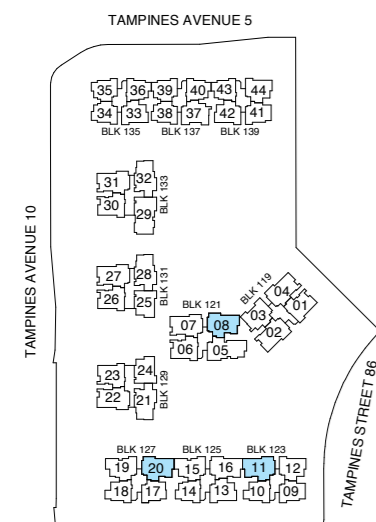 TAMPINES AVENUE 5
35 36 39 40 43 44
34 33 38 37 42 41
BLK 135 BLK 137 BLK 139
TAMPINES AVENUE 10
31 32
30 29
BLK 133
27 28
26 25
BLK 131
BLK 121
07 08
06 05
BLK 119
04
03 01
02
23 24
22 21
BLK 129
TAMPINES STREET 86
BLK 127 BLK 125 BLK 123
19 20 15 16 11 12
18 17 14 13 10 09